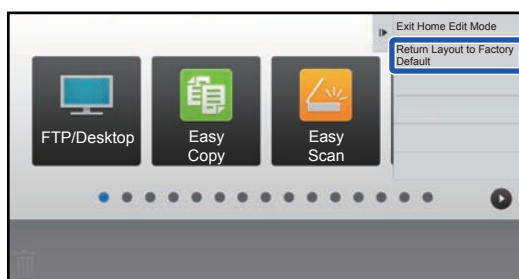 Exit Home Edit Mode
Return Layout to Factory
Default
FTP/Desktop
Easy
Copy
Easy
Scan